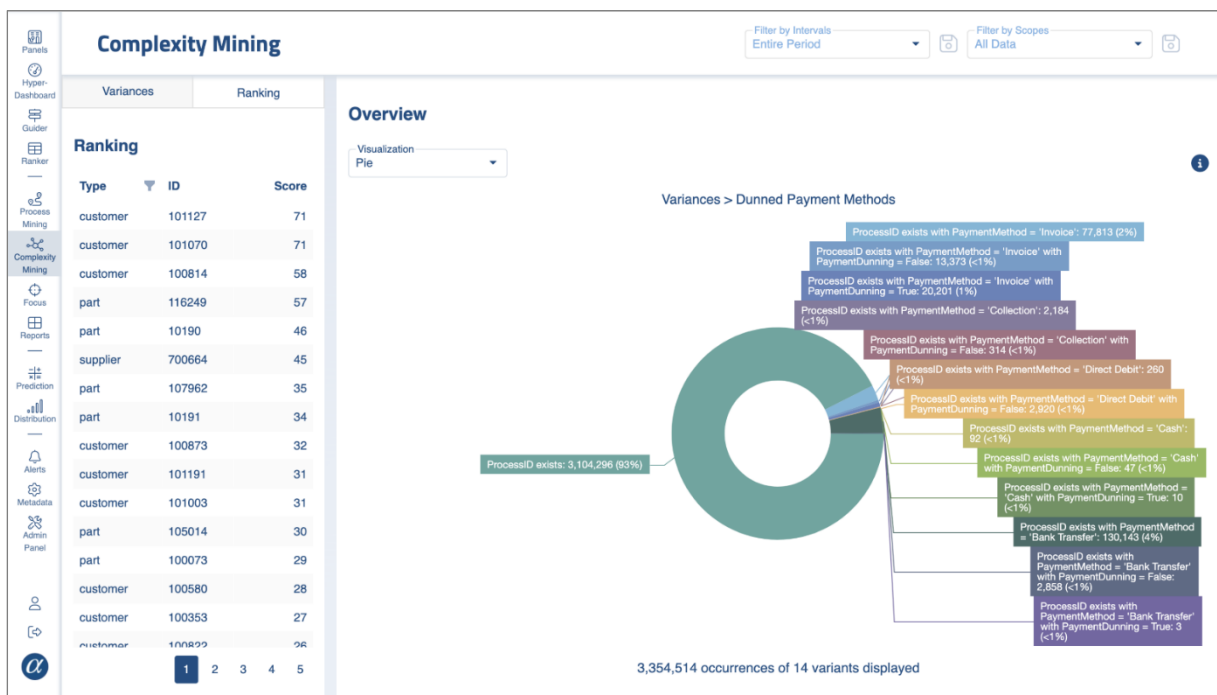 Panels
Hyper-
Dashboard
Guider
Ranker
Process
Mining
Complexity
Mining
Focus
Reports
Prediction
Distribution
Alerts
Metadata
Admin
Panel
α
Complexity Mining
Filter by Intervals
Entire Period
Filter by Scopes
All Data
Variances
Ranking
Ranking
Type ID Score
customer 101127 71
customer 101070 71
customer 100814 58
part 116249 57
part 10190 46
supplier 700664 45
part 107962 35
part 10191 34
customer 100873 32
customer 101191 31
customer 101003 31
part 105014 30
part 100073 29
customer 100580 28
customer 100353 27
customer 100822 26
1 2 3 4 5
Overview
Visualization
Pie
i
Variances > Dunned Payment Methods
ProcessID exists with PaymentMethod = 'Invoice': 77,813 (2%)
ProcessID exists with PaymentMethod = 'Invoice' with
PaymentDunning = False: 13,373 (<1%)
ProcessID exists with PaymentMethod = 'Invoice' with
PaymentDunning = True: 20,201 (1%)
ProcessID exists with PaymentMethod = 'Collection': 2,184
(<1%)
ProcessID exists with PaymentMethod = 'Collection' with
PaymentDunning = False: 314 (<1%)
ProcessID exists with PaymentMethod = 'Direct Debit': 260
(<1%)
ProcessID exists with PaymentMethod = 'Direct Debit' with
PaymentDunning = False: 2,920 (<1%)
ProcessID exists with PaymentMethod = 'Cash':
92 (<1%)
ProcessID exists with PaymentMethod = 'Cash'
with PaymentDunning = False: 47 (<1%)
ProcessID exists with PaymentMethod =
'Cash' with PaymentDunning = True: 10
(<1%)
ProcessID exists with PaymentMethod
= 'Bank Transfer': 130,143 (4%)
ProcessID exists with
PaymentMethod = 'Bank Transfer'
with PaymentDunning = False:
2,858 (<1%)
ProcessID exists with
PaymentMethod = 'Bank Transfer'
with PaymentDunning = True: 3
(<1%)
ProcessID exists: 3,104,296 (93%)
3,354,514 occurrences of 14 variants displayed